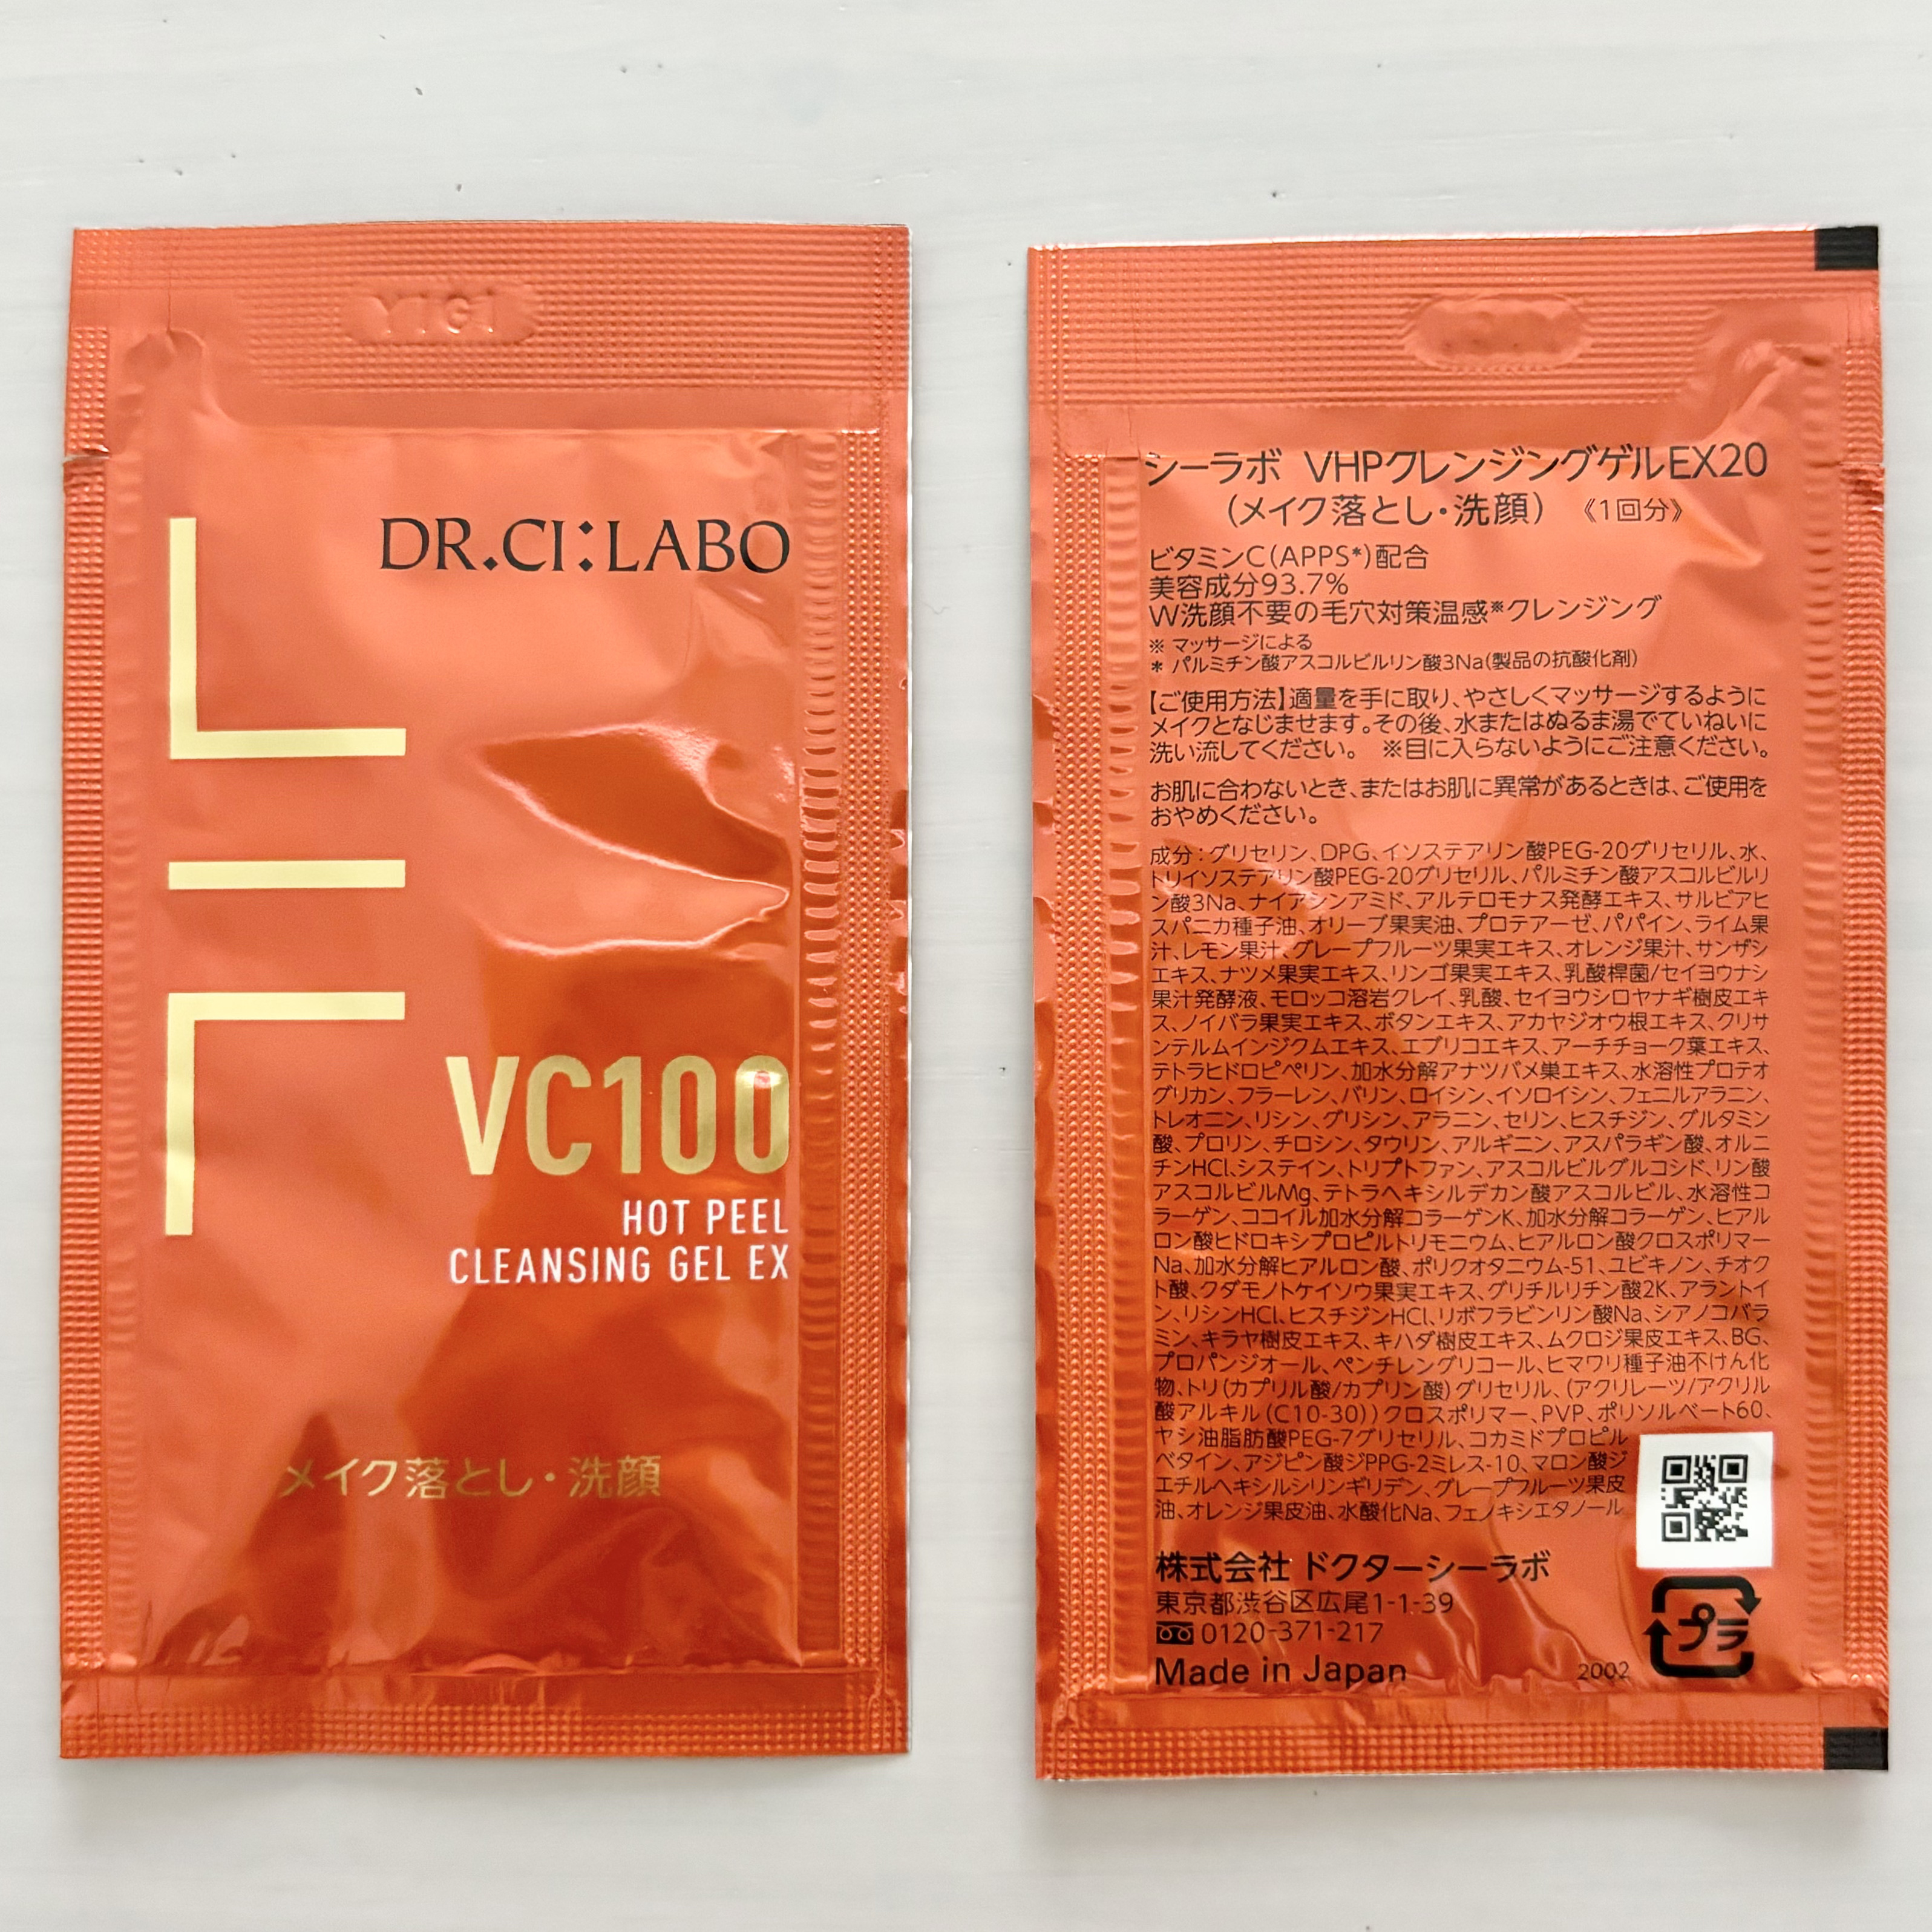 YIGI
DR.CI:LABO
VC100
HOT PEEL
CLEANSING GEL EX
メイク落とし・洗顔
シーラボ VHPクレンジングゲルEX20
(メイク落とし・洗顔) 《1回分》
ビタミンC(APPS*)配合
美容成分93.7%
W洗顔不要の毛穴対策温感※クレンジング
※ マッサージによる
* パルミチン酸アスコルビルリン酸3Na(製品の抗酸化剤)
【ご使用方法】適量を手に取り、やさしくマッサージするように
メイクとなじませます。その後、水またはぬるま湯でていねいに
洗い流してください。 ※目に入らないようにご注意ください。
お肌に合わないとき、またはお肌に異常があるときは、ご使用を
おやめください。
成分:グリセリン、DPG、イソステアリン酸PEG-20グリセリル、水、
トリイソステアリン酸PEG-20グリセリル、パルミチン酸アスコルビルリ
ン酸3Na、ナイアシンアミド、アルテロモナス発酵エキス、サルビアヒ
スパニカ種子油、オリーブ果実油、プロテアーゼ、パパイン、ライム果
汁、レモン果汁、グレープフルーツ果実エキス、オレンジ果汁、サンザシ
エキス、ナツメ果実エキス、リンゴ果実エキス、乳酸桿菌/セイヨウナシ
果汁発酵液、モロッコ溶岩クレイ、乳酸、セイヨウシロヤナギ樹皮エキ
ス、ノイバラ果実エキス、ボタンエキス、アカヤジオウ根エキス、クリサ
ンテルムインジクムエキス、エブリコエキス、アーチチョーク葉エキス、
テトラヒドロピペリン、加水分解アナツバメ巣エキス、水溶性プロテオ
グリカン、フラーレン、バリン、ロイシン、イソロイシン、フェニルアラニン、
トレオニン、リシン、グリシン、アラニン、セリン、ヒスチジン、グルタミン
酸、プロリン、チロシン、タウリン、アルギニン、アスパラギン酸、オルニ
チンHCl、システイン、トリプトファン、アスコルビルグルコシド、リン酸
アスコルビルMg、テトラヘキシルデカン酸アスコルビル、水溶性コ
ラーゲン、ココイル加水分解コラーゲンK、加水分解コラーゲン、ヒアル
ロン酸ヒドロキシプロピルトリモニウム、ヒアルロン酸クロスポリマー
Na、加水分解ヒアルロン酸、ポリクオタニウム-51、ユビキノン、チオク
ト酸、クダモノトケイソウ果実エキス、グリチルリチン酸2K、アラントイ
ン、リシンHCl、ヒスチジンHCl、リボフラビンリン酸Na、シアノコバラ
ミン、キラヤ樹皮エキス、キハダ樹皮エキス、ムクロジ果皮エキス、BG、
プロパンジオール、ペンチレングリコール、ヒマワリ種子油不けん化
物、トリ(カプリル酸/カプリン酸)グリセリル、(アクリレーツ/アクリル
酸アルキル(C10-30))クロスポリマー、PVP、ポリソルベート60、
ヤシ油脂肪酸PEG-7グリセリル、コカミドプロピル
ベタイン、アジピン酸ジPPG-2ミレス-10、マロン酸ジ
エチルヘキシルシリンギリデン、グレープフルーツ果皮
油、オレンジ果皮油、水酸化Na、フェノキシエタノール
株式会社 ドクターシーラボ
東京都渋谷区広尾1-1-39
0120-371-217
Made in Japan
2002
プラ